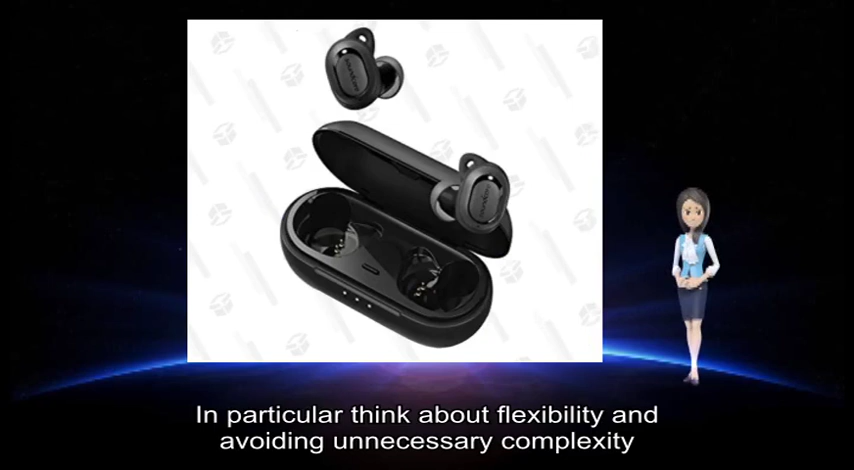 In particular think about flexibility and
avoiding unnecessary complexity